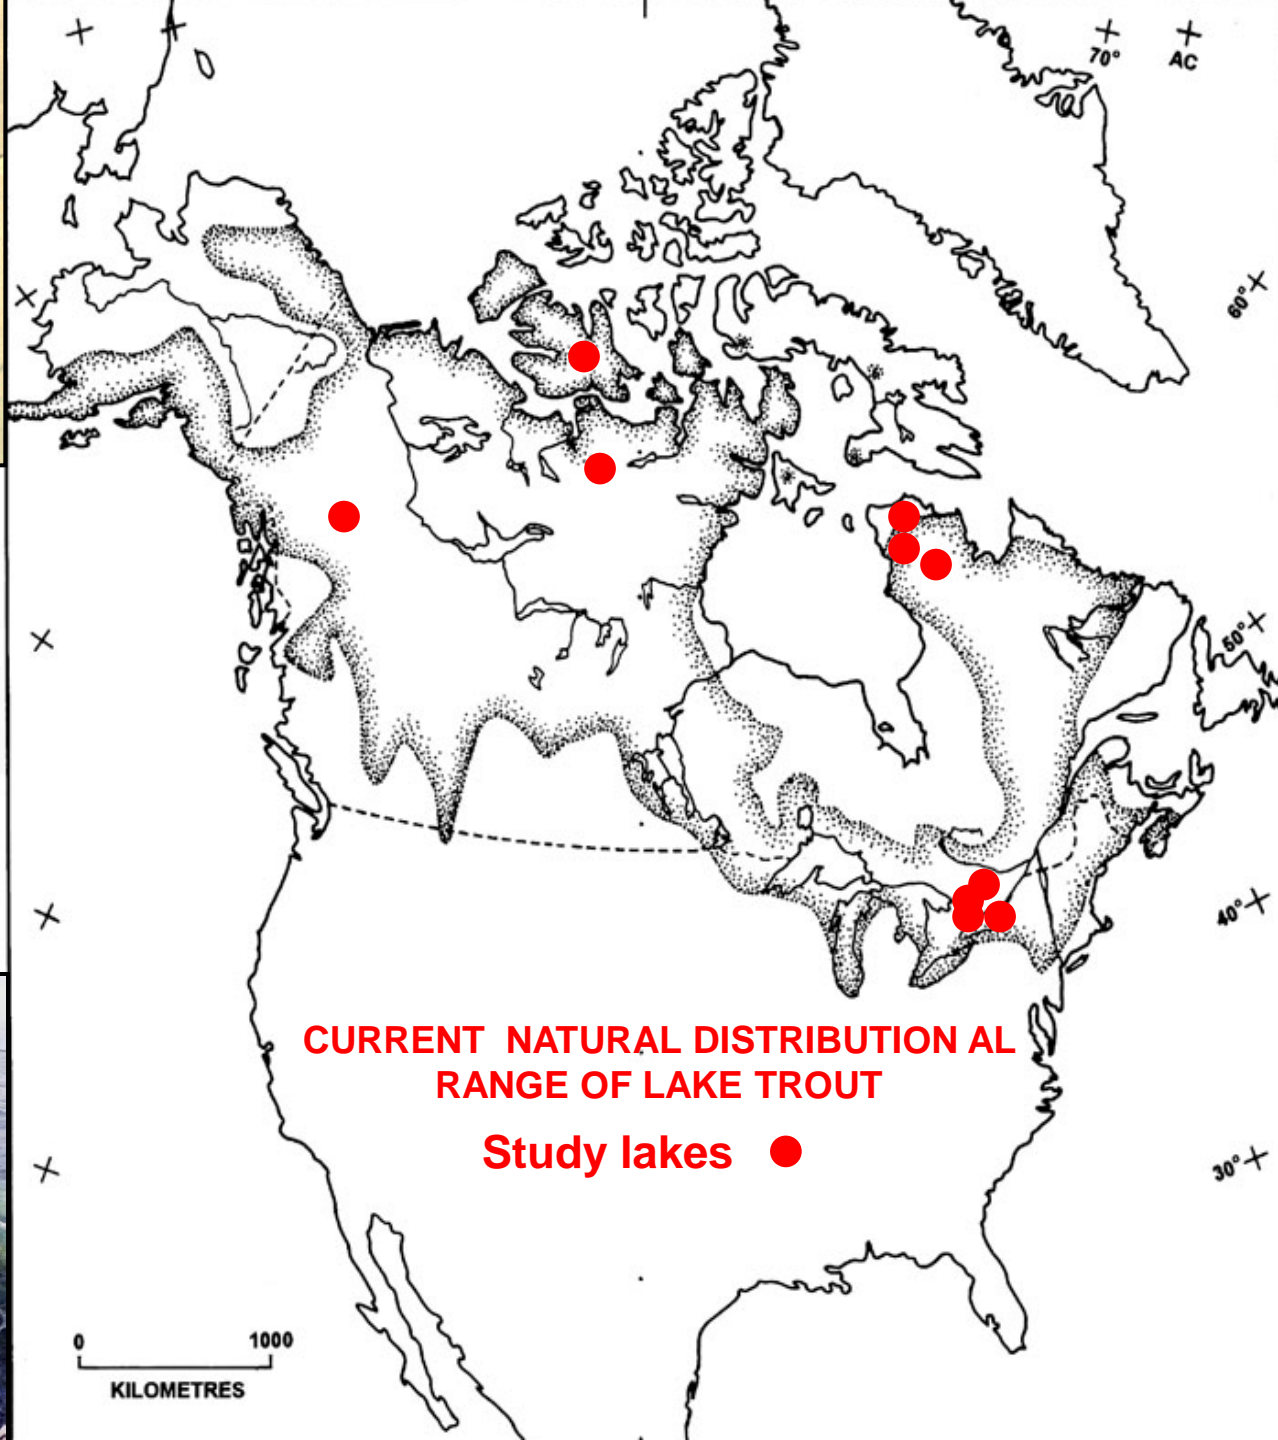 70°
AC
60°
50°
40°
CURRENT NATURAL DISTRIBUTION AL
RANGE OF LAKE TROUT
Study lakes
30°
0 1000
KILOMETRES